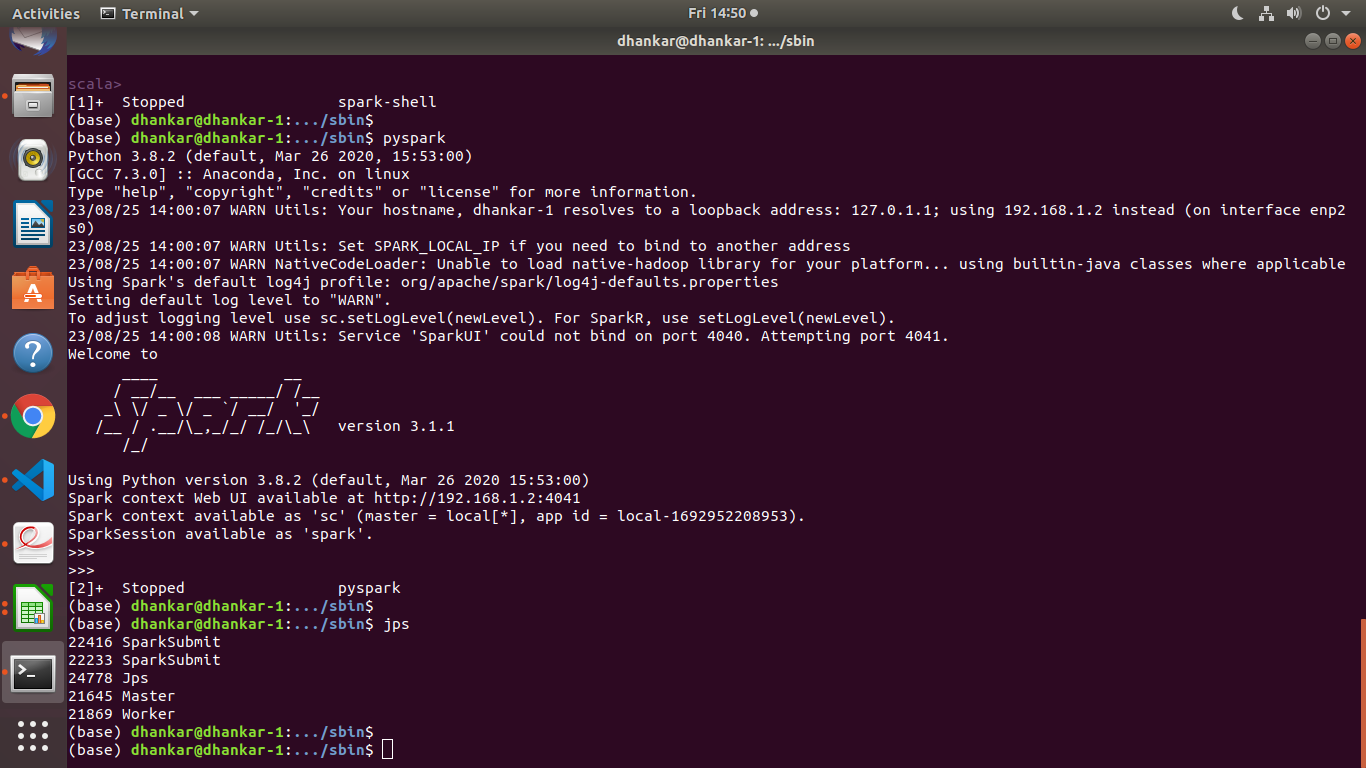 Activities Terminal Fri 14:50
dhankar@dhankar-1: .../sbin
scala>
[1]+  Stopped                 spark-shell
(base) dhankar@dhankar-1:.../sbin$
(base) dhankar@dhankar-1:.../sbin$ pyspark
Python 3.8.2 (default, Mar 26 2020, 15:53:00)
[GCC 7.3.0] :: Anaconda, Inc. on linux
Type "help", "copyright", "credits" or "license" for more information.
23/08/25 14:00:07 WARN Utils: Your hostname, dhankar-1 resolves to a loopback address: 127.0.1.1; using 192.168.1.2 instead (on interface enp2
s0)
23/08/25 14:00:07 WARN Utils: Set SPARK_LOCAL_IP if you need to bind to another address
23/08/25 14:00:07 WARN NativeCodeLoader: Unable to load native-hadoop library for your platform... using builtin-java classes where applicable
Using Spark's default log4j profile: org/apache/spark/log4j-defaults.properties
Setting default log level to "WARN".
To adjust logging level use sc.setLogLevel(newLevel). For SparkR, use setLogLevel(newLevel).
23/08/25 14:00:08 WARN Utils: Service 'SparkUI' could not bind on port 4040. Attempting port 4041.
Welcome to
      ____              __
     / __/__  ___ _____/ /__
    _\ \/ _ \/ _ `/ __/  '_/
   /__ / .__/\_,_/_/ /_/\_\   version 3.1.1
      /_/
Using Python version 3.8.2 (default, Mar 26 2020 15:53:00)
Spark context Web UI available at http://192.168.1.2:4041
Spark context available as 'sc' (master = local[*], app id = local-1692952208953).
SparkSession available as 'spark'.
>>>
>>>
[2]+  Stopped                 pyspark
(base) dhankar@dhankar-1:.../sbin$
(base) dhankar@dhankar-1:.../sbin$ jps
22416 SparkSubmit
22233 SparkSubmit
24778 Jps
21645 Master
21869 Worker
(base) dhankar@dhankar-1:.../sbin$
(base) dhankar@dhankar-1:.../sbin$